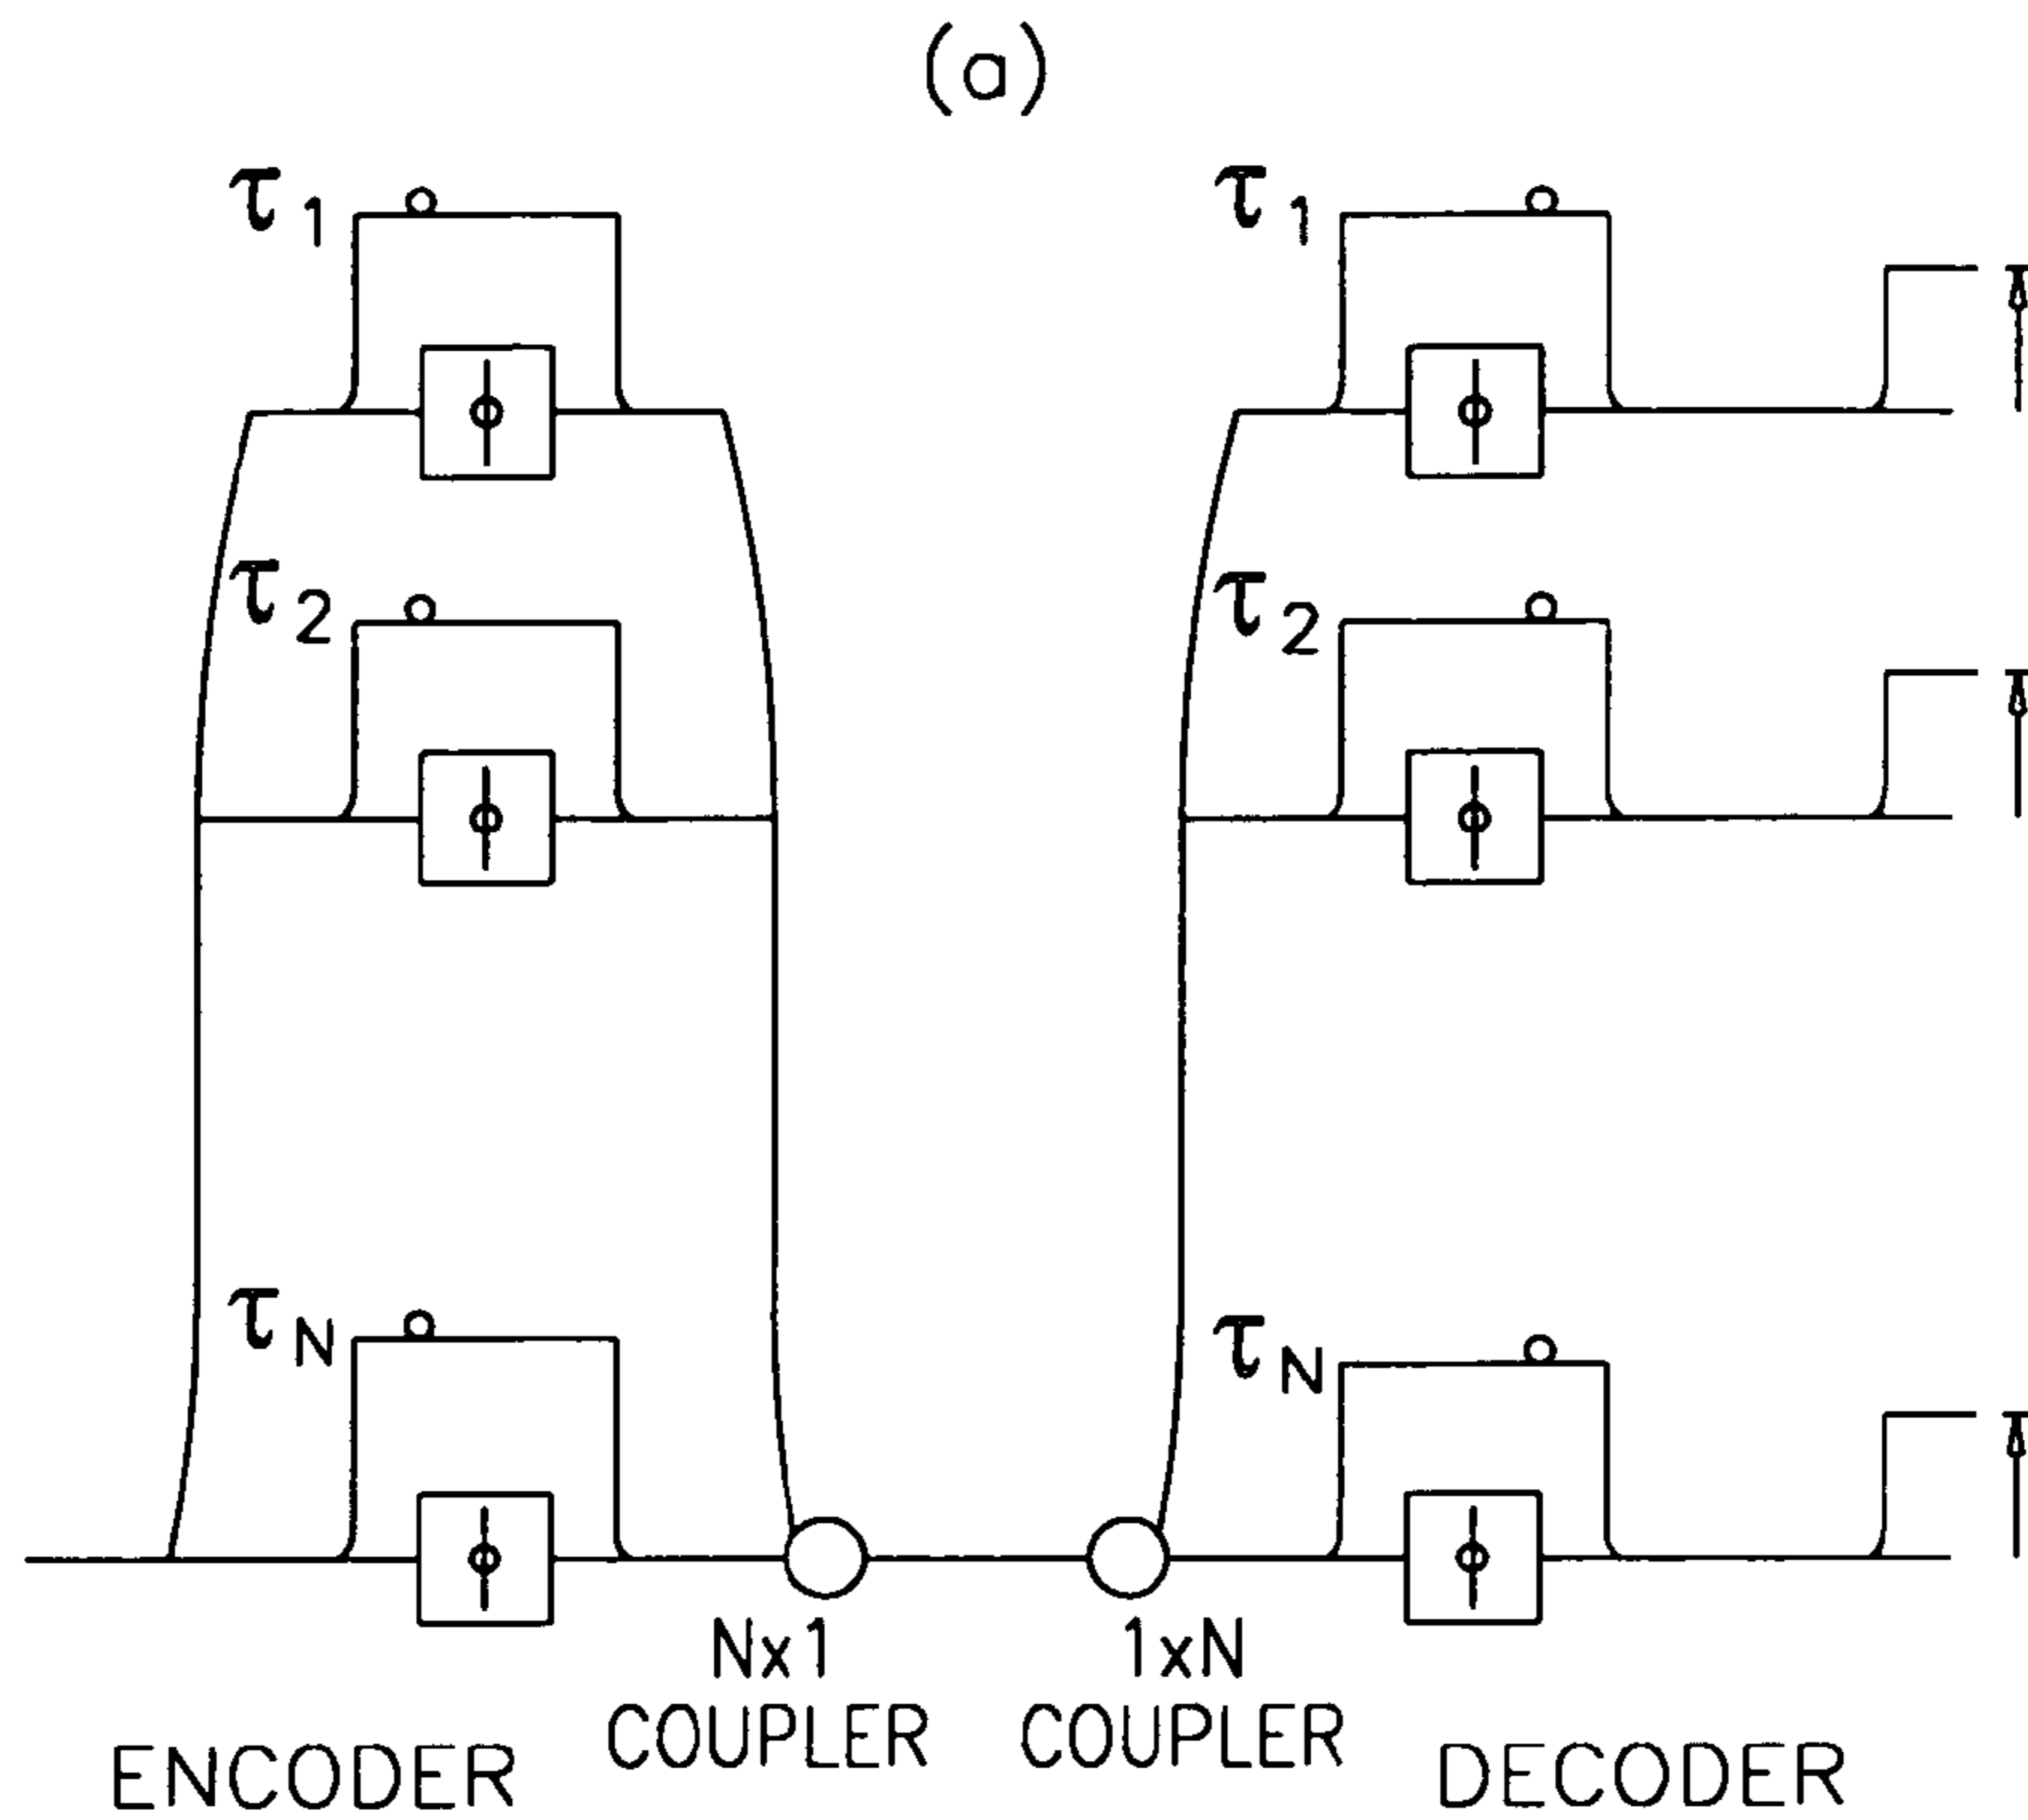 (a)
τ1
τ1
ϕ
ϕ
τ2
τ2
ϕ
ϕ
τN
τN
ϕ
ϕ
Nx1
COUPLER
1xN
COUPLER
ENCODER
DECODER